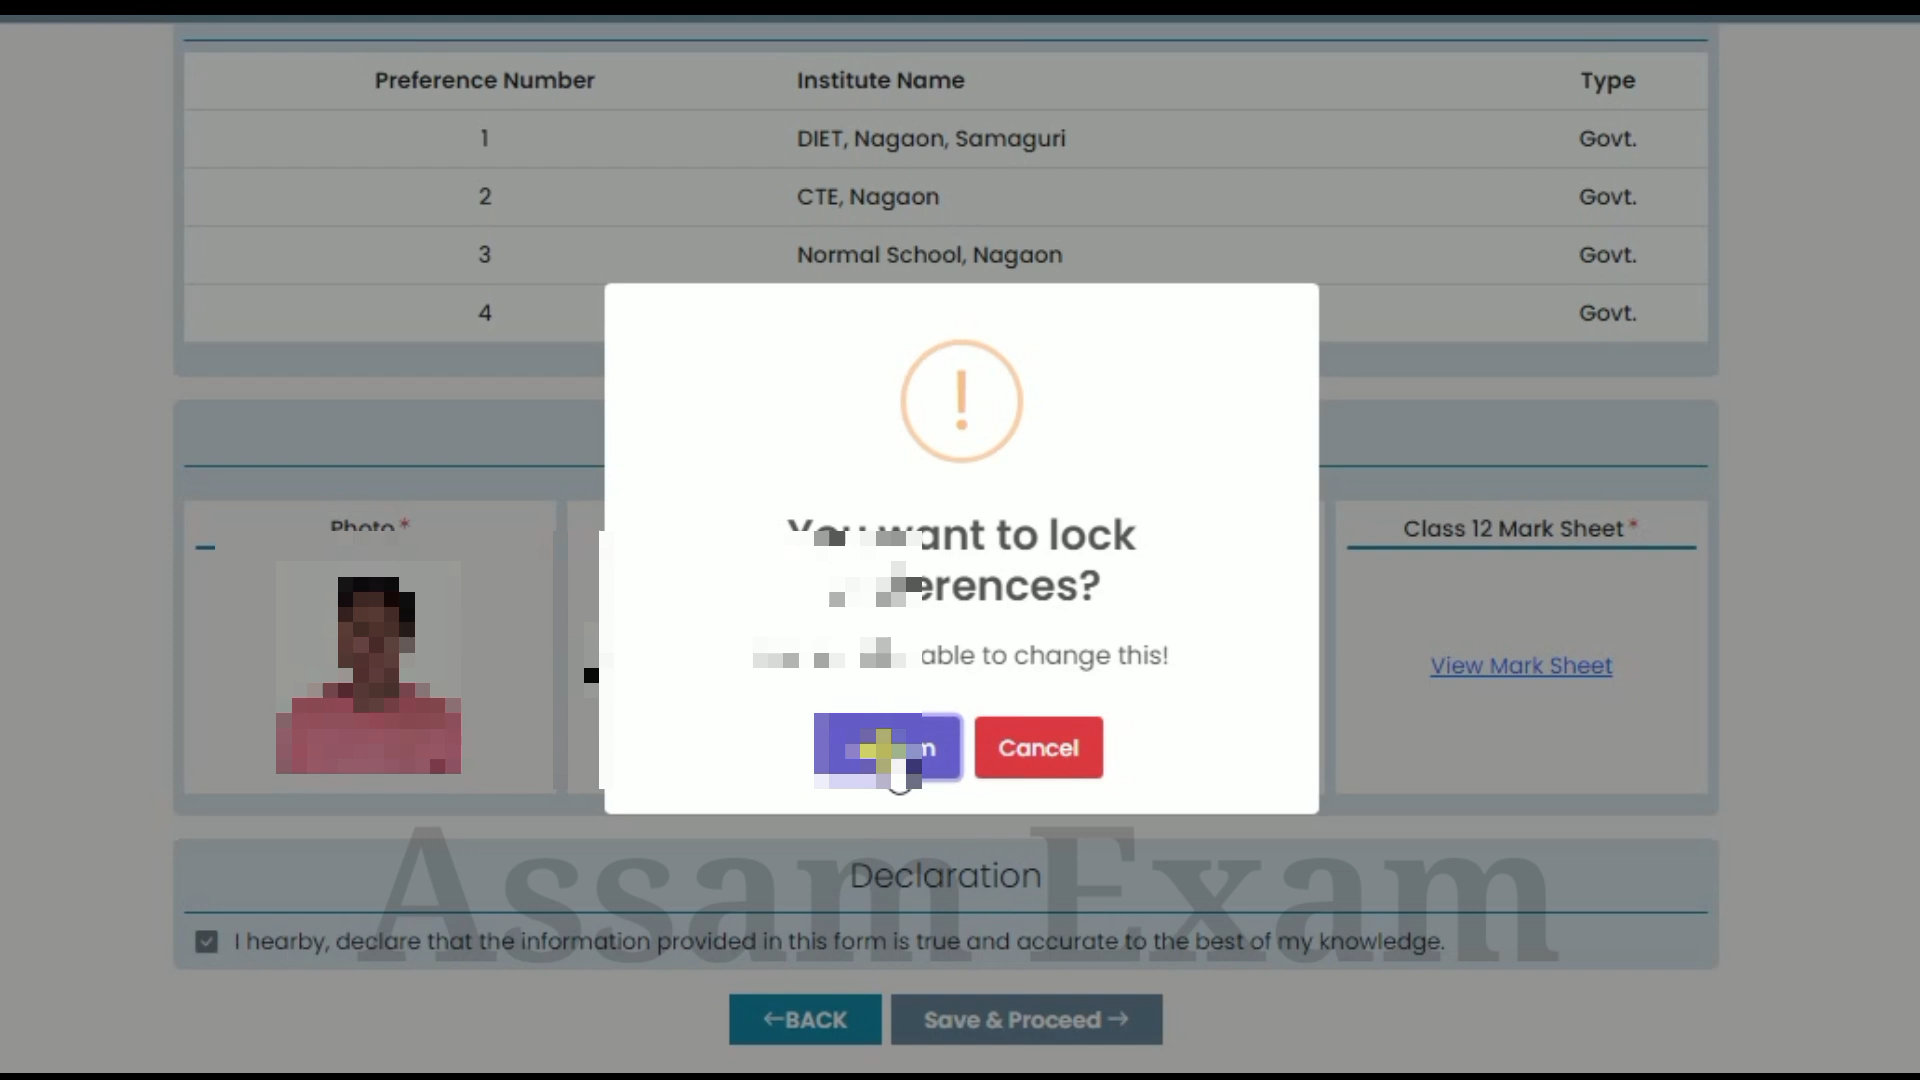 Preference Number Institute Name Type
1 DIET, Nagaon, Samaguri Govt.
2 CTE, Nagaon Govt.
3 Normal School, Nagaon Govt.
4 Govt.
!
You want to lock
able to change this!
Cancel
Photo *
Class 12 Mark Sheet *
View Mark Sheet
Assam Exam
Declaration
I hearby, declare that the information provided in this form is true and accurate to the best of my knowledge.
←BACK Save & Proceed →